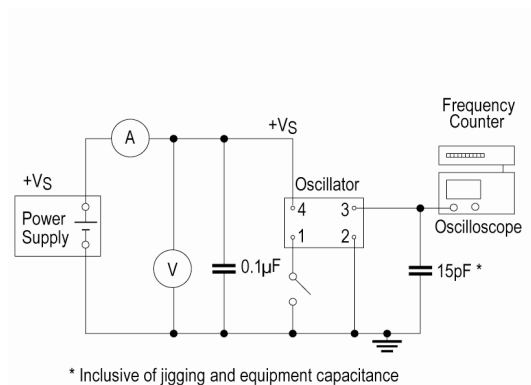 Frequency
Counter
+VS
A
+VS
Oscillator
Power
Supply
4 3
1 2
Oscilloscope
V
0.1µF
15pF *
* Inclusive of jigging and equipment capacitance